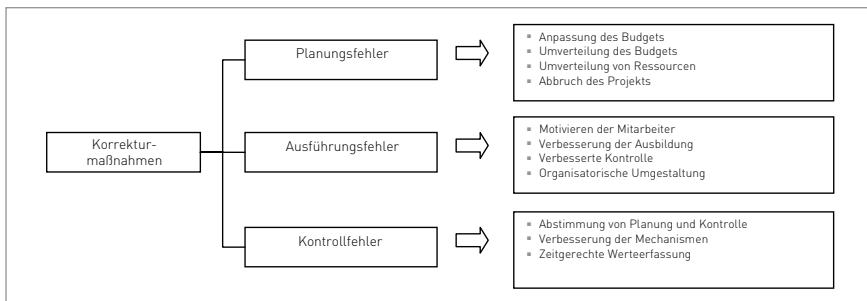 Planungsfehler
Anpassung des Budgets
Umverteilung des Budgets
Umverteilung von Ressourcen
Abbruch des Projekts
Korrektur-
maßnahmen
Ausführungsfehler
Motivieren der Mitarbeiter
Verbesserung der Ausbildung
Verbesserte Kontrolle
Organisatorische Umgestaltung
Kontrollfehler
Abstimmung von Planung und Kontrolle
Verbesserung der Mechanismen
Zeitgerechte Werteerfassung